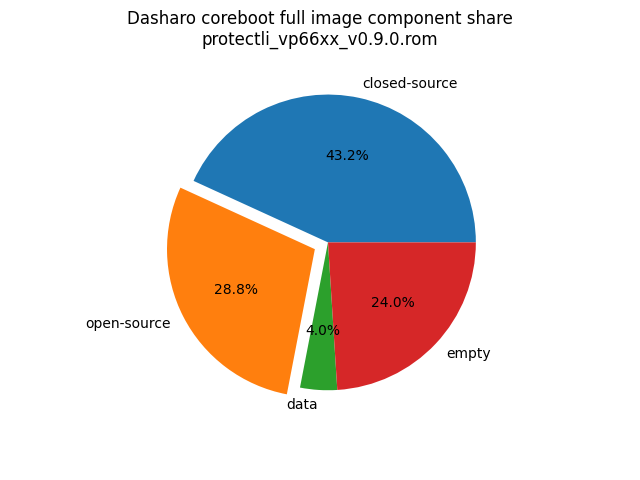 Dasharo coreboot full image component share
protectli_vp66xx_v0.9.0.rom
closed-source
43.2%
28.8%
24.0%
open-source
4.0%
empty
data